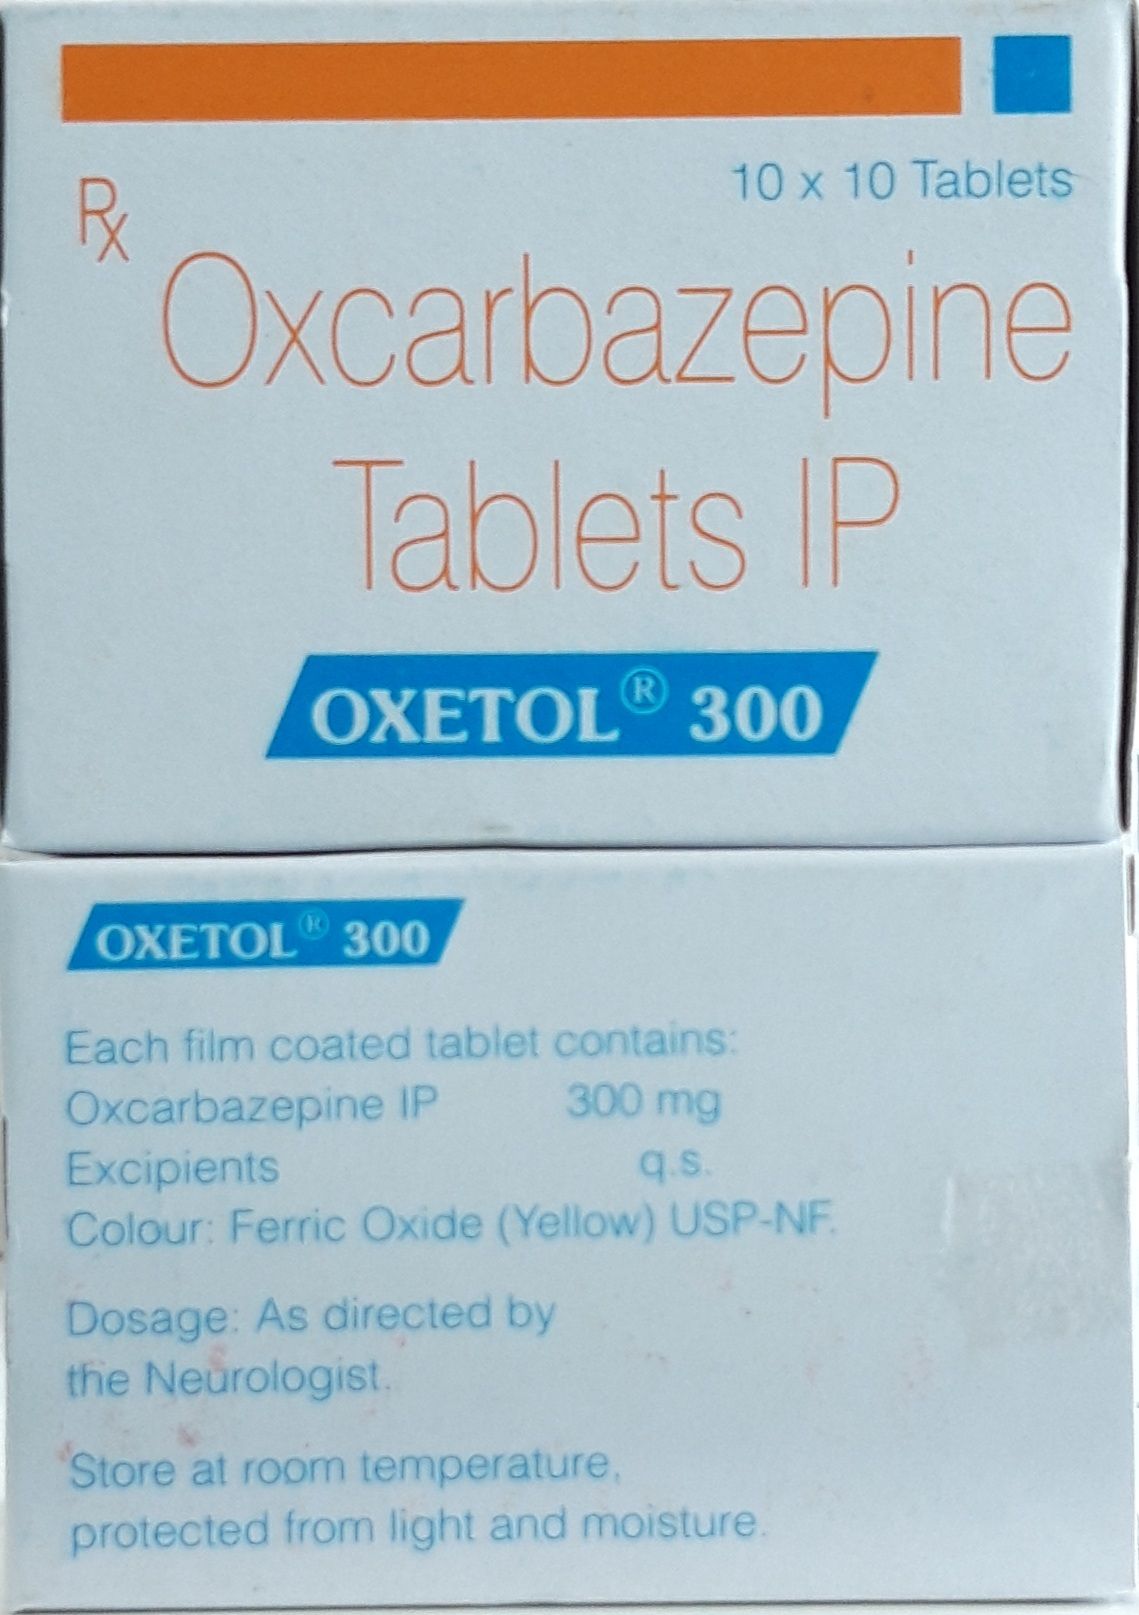 10 x 10 Tablets
Rx
Oxcarbazepine
Tablets IP
OXETOL® 300
OXETOL® 300
Each film coated tablet contains:
Oxcarbazepine IP 300 mg
Excipients q.s.
Colour: Ferric Oxide (Yellow) USP-NF.
Dosage: As directed by
the Neurologist.
Store at room temperature,
protected from light and moisture.